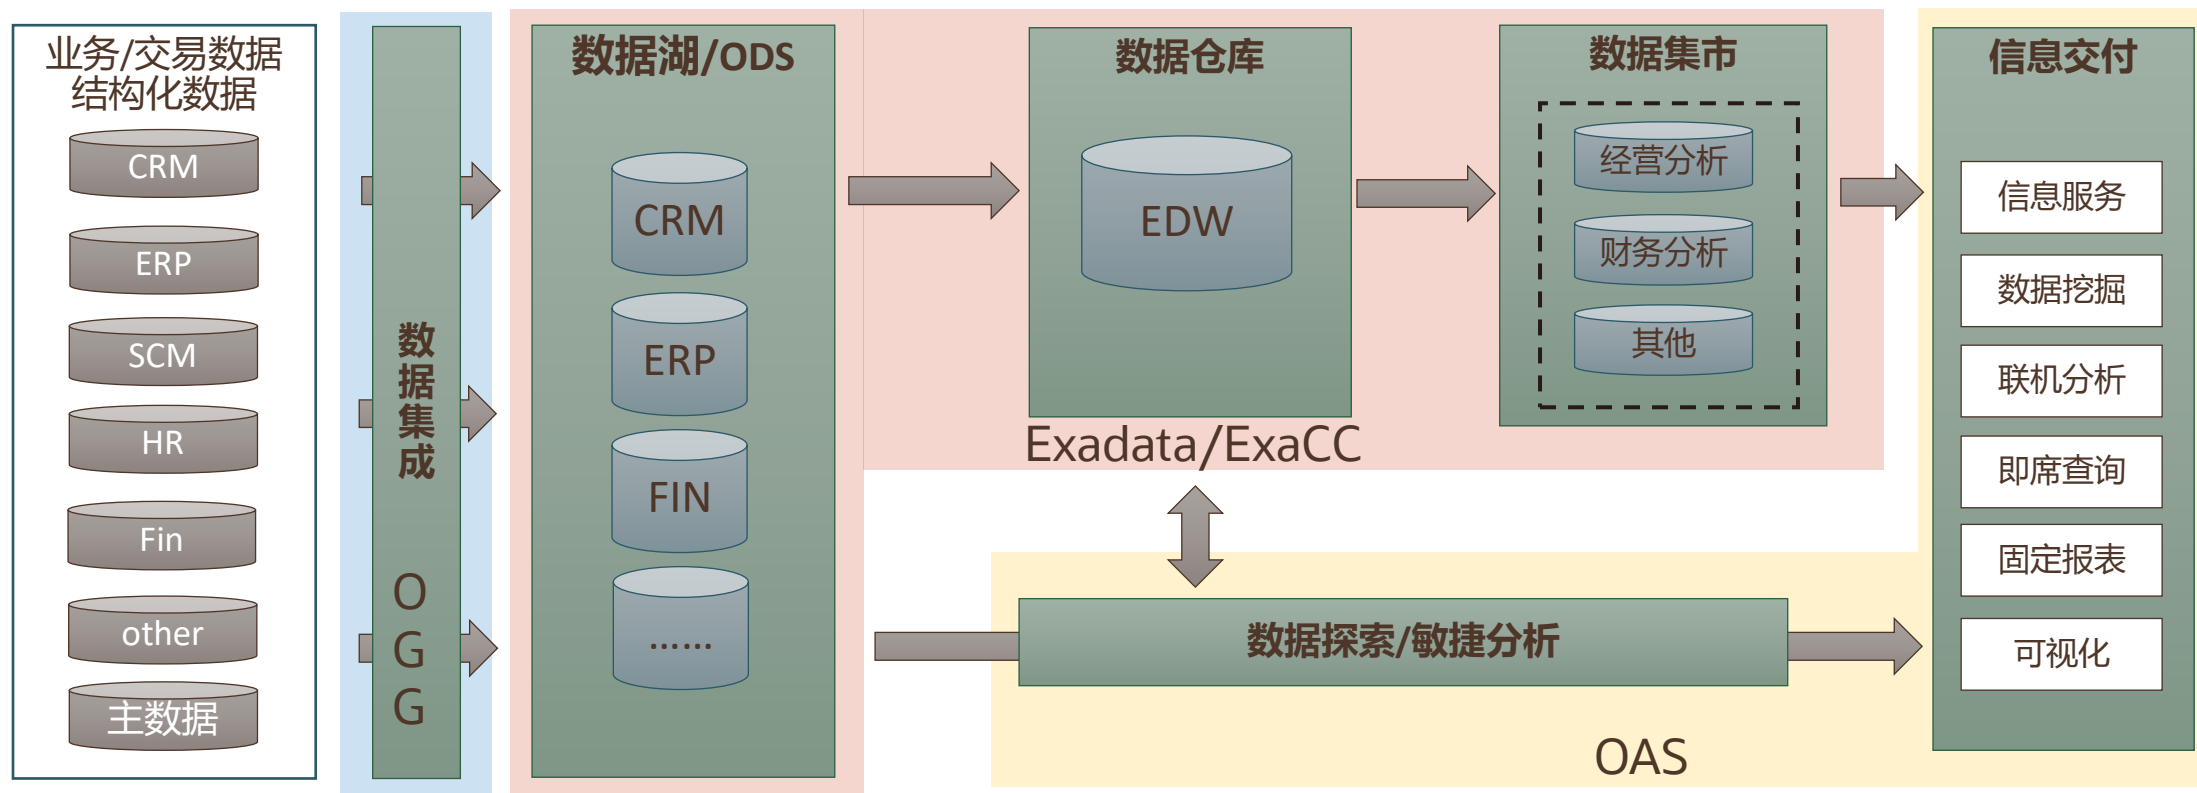 业务/交易数据
结构化数据
CRM
ERP
SCM
HR
Fin
other
主数据
数
据
集
成
O
G
G
数据湖/ODS
CRM
ERP
FIN
……
数据仓库
EDW
Exadata/ExaCC
数据集市
经营分析
财务分析
其他
数据探索/敏捷分析
OAS
信息交付
信息服务
数据挖掘
联机分析
即席查询
固定报表
可视化